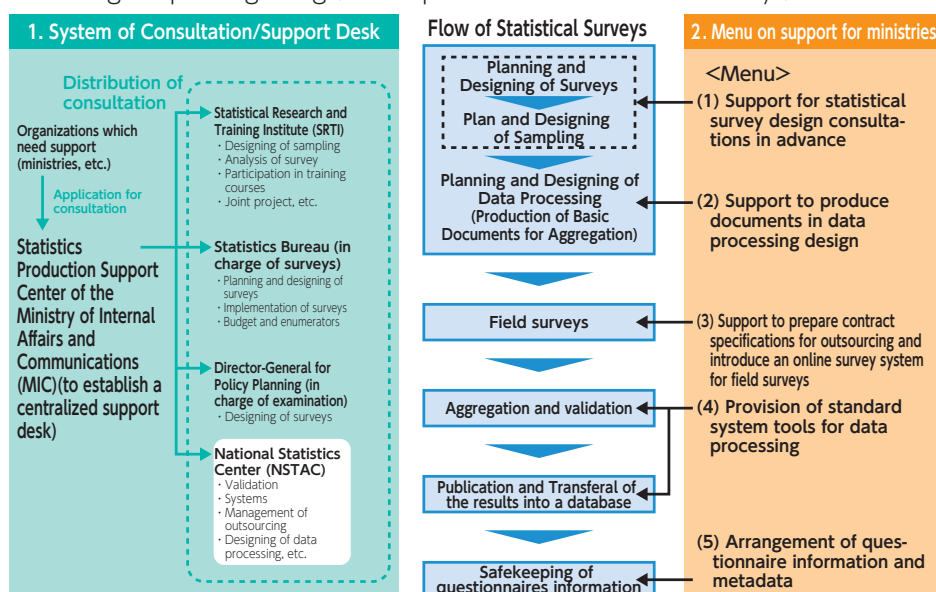 1. System of Consultation/Support Desk
Distribution of
consultation
Organizations which
need support
(ministries, etc.)
Application for
consultation
Statistics
Production Support
Center of the
Ministry of Internal
Affairs and
Communications
(MIC)(to establish a
centralized support
desk)
Statistical Research and
Training Institute (SRTI)
· Designing of sampling
· Analysis of survey
· Participation in training
courses
· Joint project, etc.
Statistics Bureau (in
charge of surveys)
· Planning and designing of
surveys
· Implementation of surveys
· Budget and enumerators
Director-General for
Policy Planning (in
charge of examination)
· Designing of surveys
National Statistics
Center (NSTAC)
· Validation
· Systems
· Management of
outsourcing
· Designing of data
processing, etc.
Flow of Statistical Surveys
Planning and
Designing of Surveys
Plan and Designing
of Sampling
Planning and Designing of
Data Processing
(Production of Basic
Documents for Aggregation)
Field surveys
Aggregation and validation
Publication and Transferal of
the results into a database
Safekeeping of
questionnaires information
2. Menu on support for ministries
<Menu>
(1) Support for statistical
survey design consulta-
tions in advance
(2) Support to produce
documents in data
processing design
(3) Support to prepare contract
specifications for outsourcing and
introduce an online survey system
for field surveys
(4) Provision of standard
system tools for data
processing
(5) Arrangement of ques-
tionnaire information and
metadata